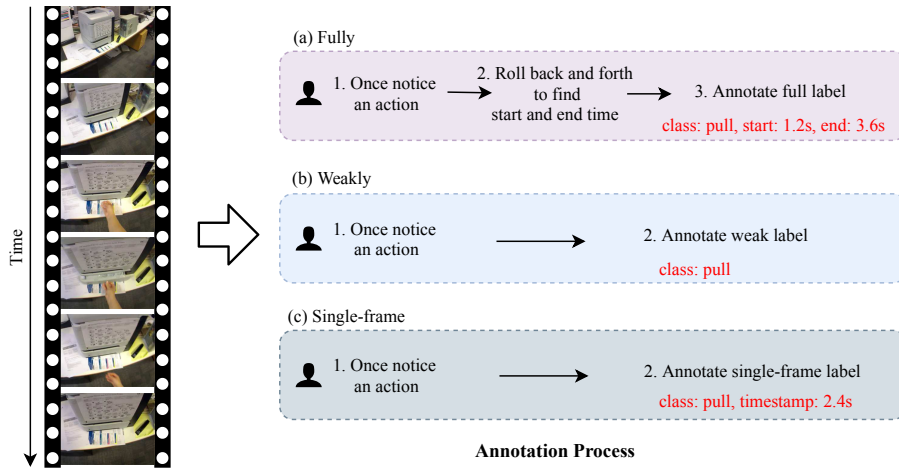 Time
(a) Fully
1. Once notice
an action
2. Roll back and forth
to find
start and end time
3. Annotate full label
class: pull, start: 1.2s, end: 3.6s
(b) Weakly
1. Once notice
an action
2. Annotate weak label
class: pull
(c) Single-frame
1. Once notice
an action
2. Annotate single-frame label
class: pull, timestamp: 2.4s
Annotation Process